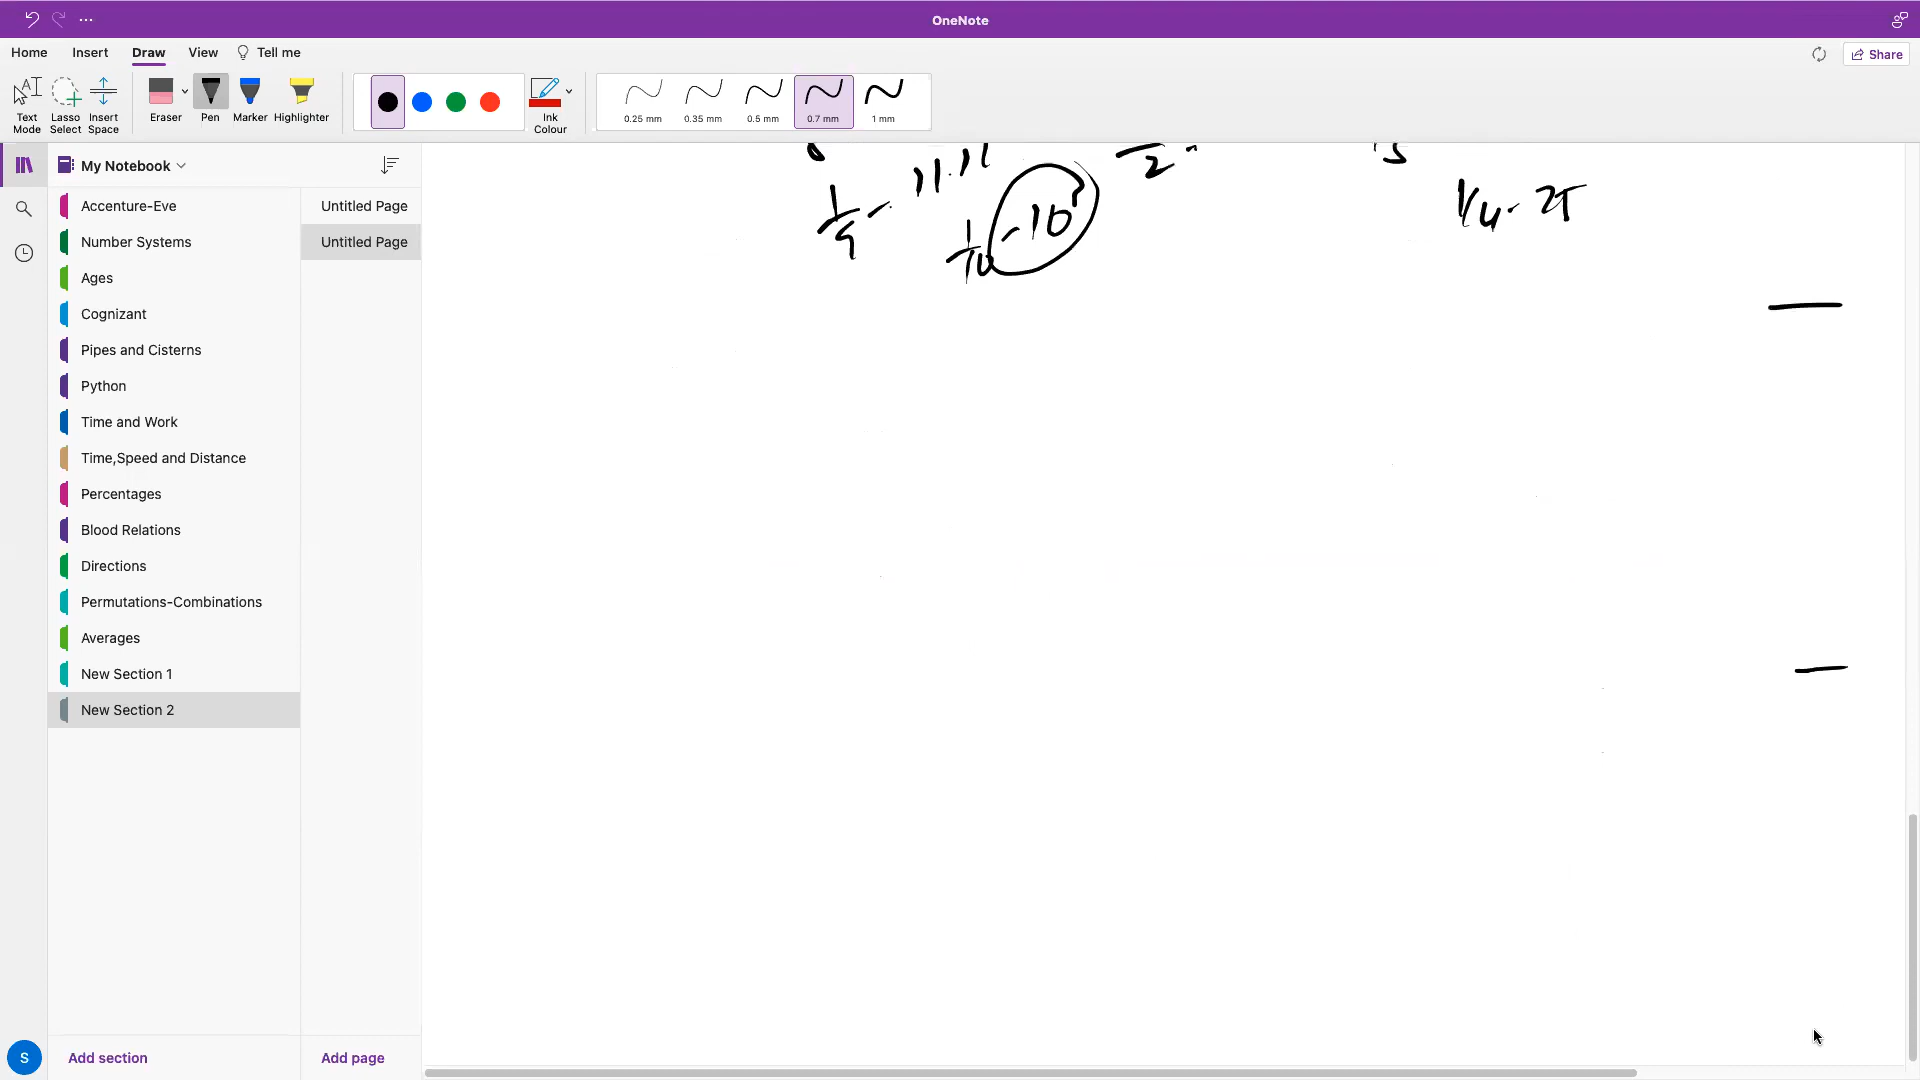 OneNote
Home Insert Draw View Tell me
Share
Text Mode
Lasso Select
Insert Space
Eraser
Pen
Marker
Highlighter
Ink Colour
0.25 mm
0.35 mm
0.5 mm
0.7 mm
1 mm
My Notebook
Accenture-Eve
Number Systems
Ages
Cognizant
Pipes and Cisterns
Python
Time and Work
Time,Speed and Distance
Percentages
Blood Relations
Directions
Permutations-Combinations
Averages
New Section 1
New Section 2
Untitled Page
Untitled Page
1/9 - 11.11
1/10 - 10
1/4 - 25
S
Add section
Add page